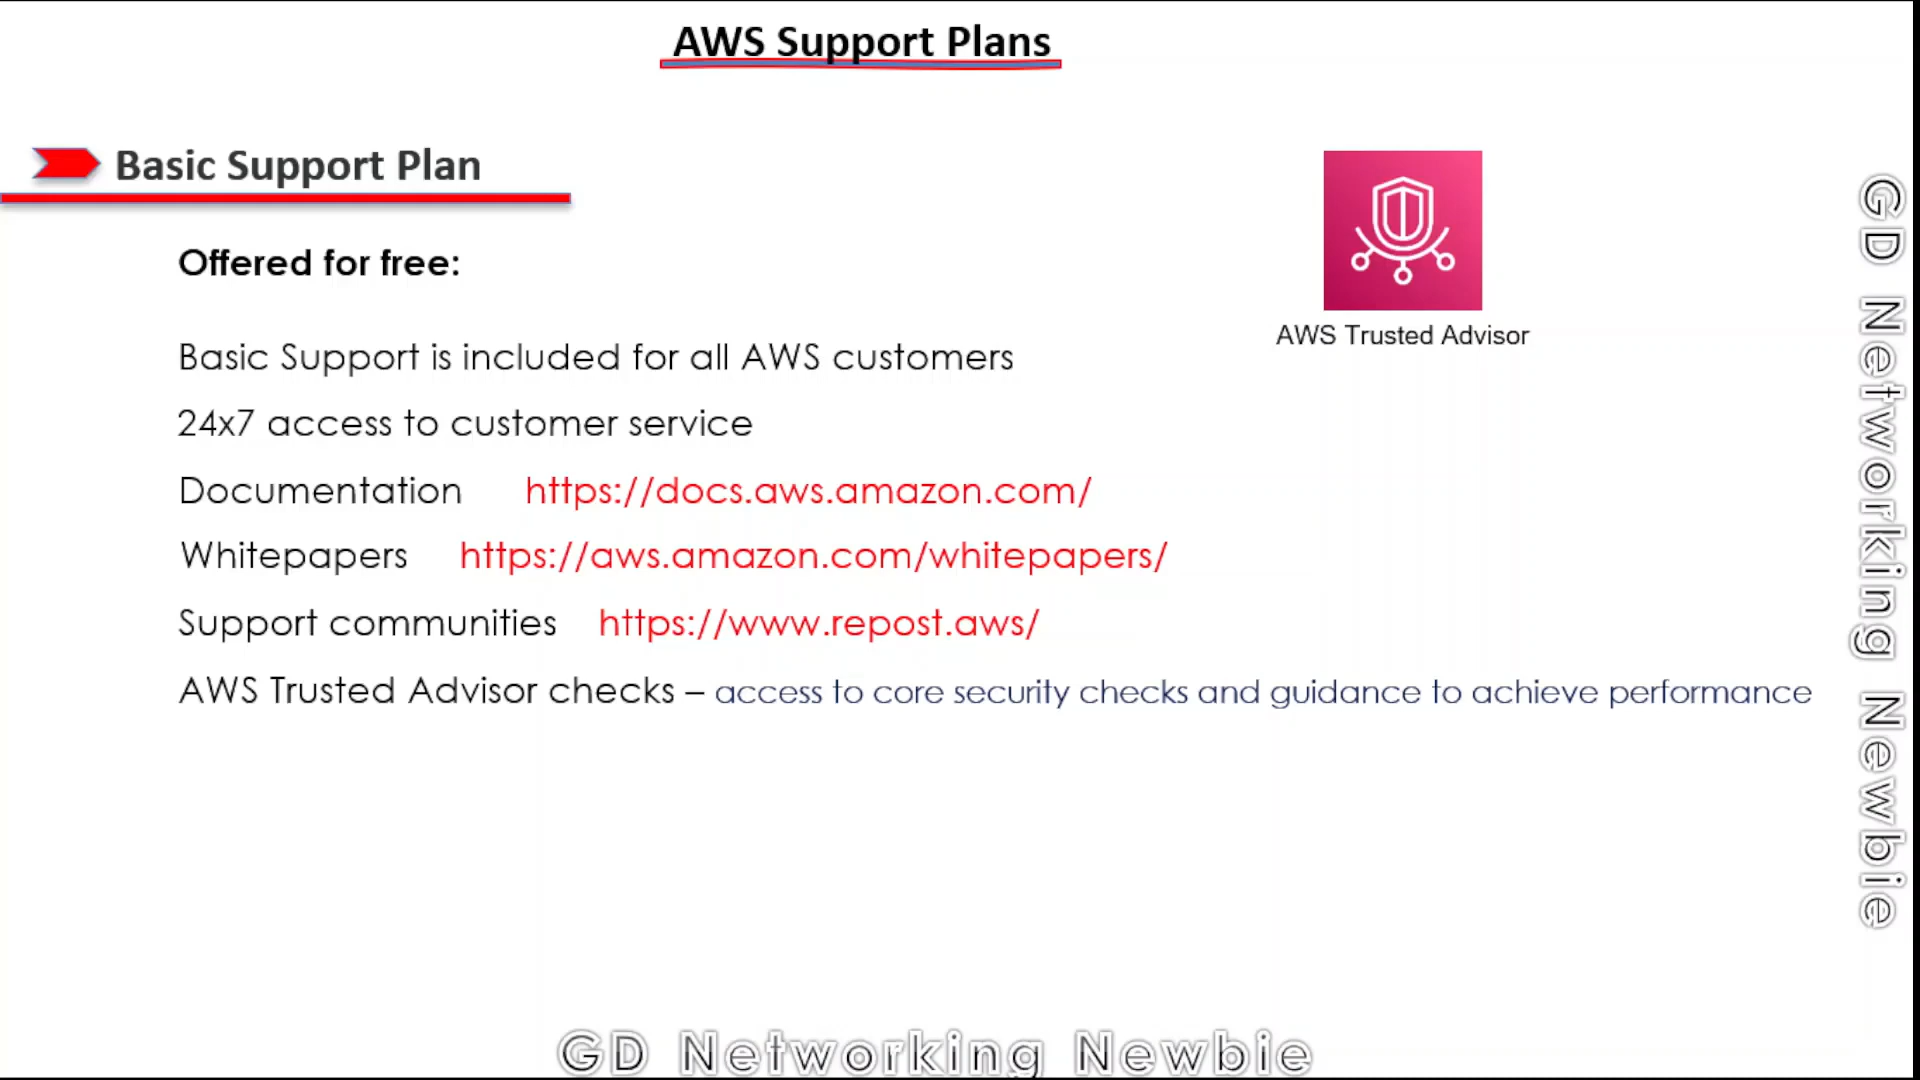 AWS Support Plans
Basic Support Plan
Offered for free:
AWS Trusted Advisor
Basic Support is included for all AWS customers
24x7 access to customer service
Documentation https://docs.aws.amazon.com/
Whitepapers https://aws.amazon.com/whitepapers/
Support communities https://www.repost.aws/
AWS Trusted Advisor checks – access to core security checks and guidance to achieve performance
GD Networking Newbie
GD Networking Newbie